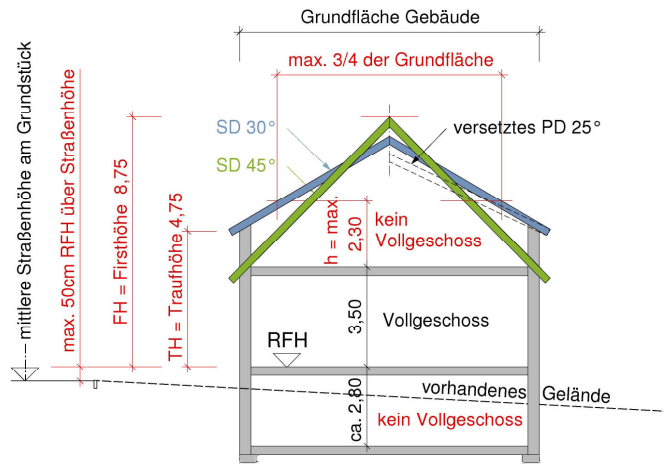 Grundfläche Gebäude
max. 3/4 der Grundfläche
mittlere Straßenhöhe am Grundstück
max. 50cm RFH über Straßenhöhe
FH = Firsthöhe 8,75
TH = Traufhöhe 4,75
SD 30°
SD 45°
versetztes PD 25°
h = max.
2,30
kein
Vollgeschoss
3,50
Vollgeschoss
RFH
vorhandenes Gelände
ca. 2,80
kein Vollgeschoss